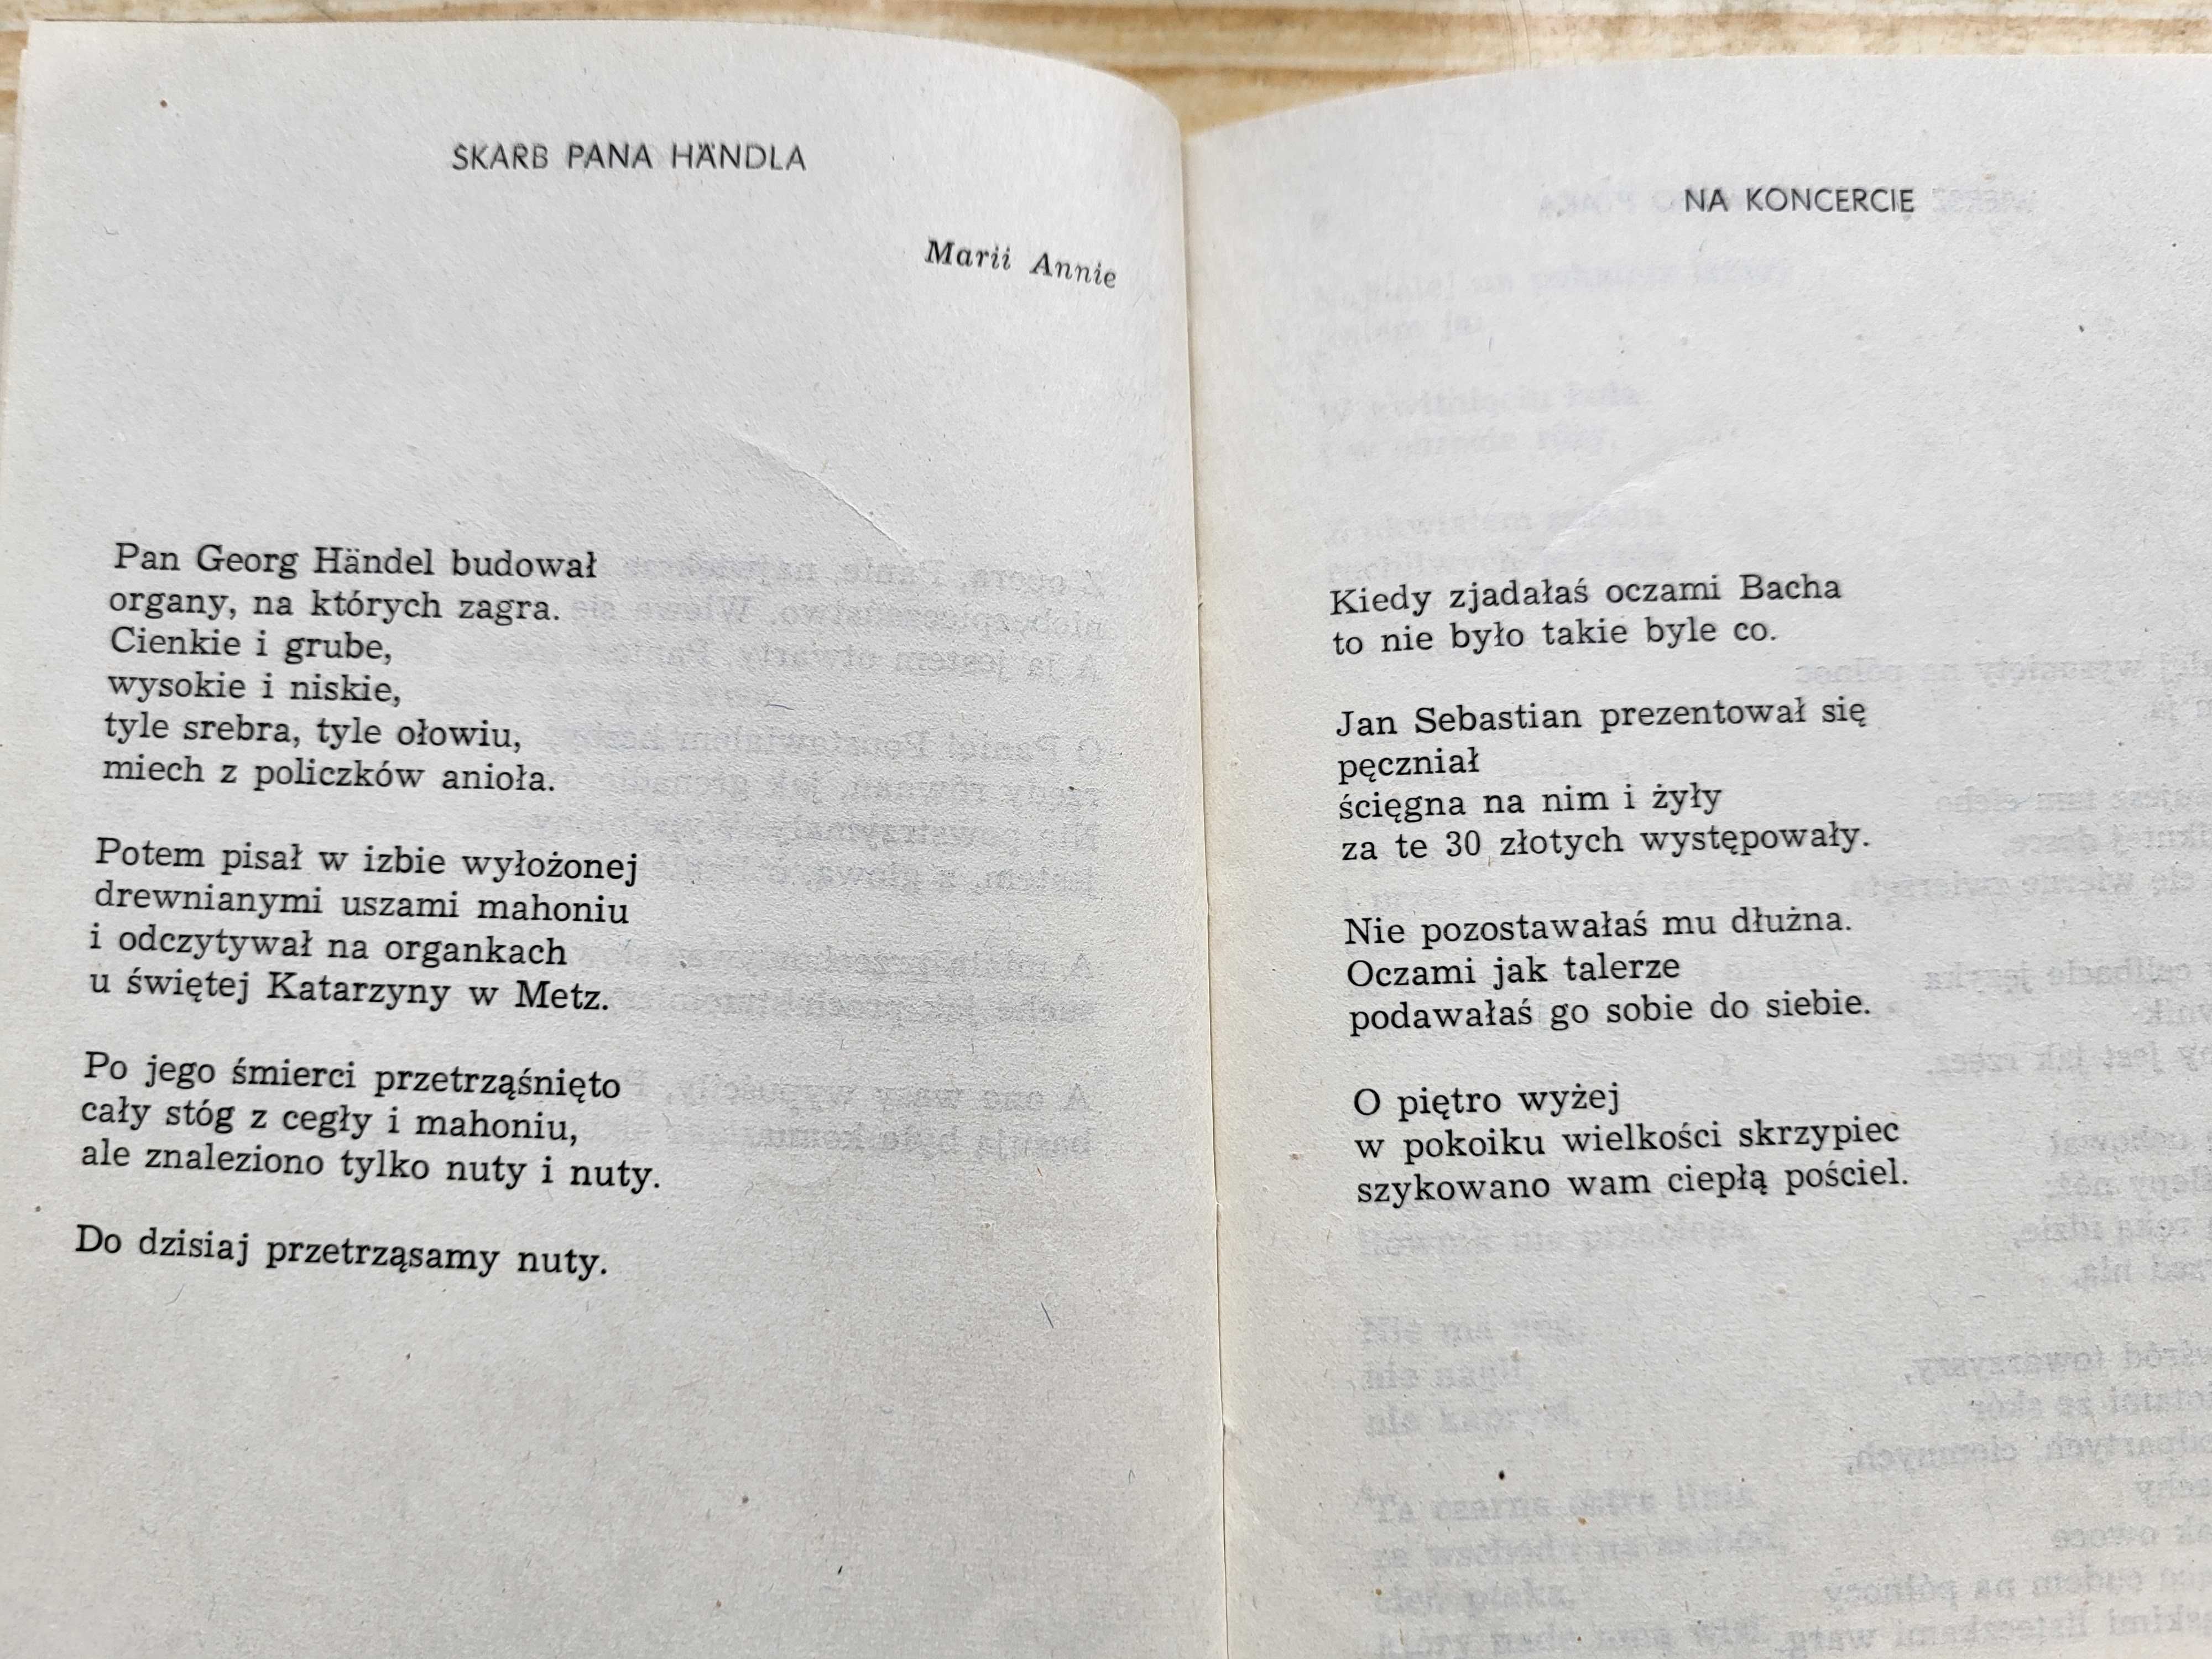 SKARB PANA HÄNDLA
Marii Annie
Pan Georg Händel budował
organy, na których zagra.
Cienkie i grube,
wysokie i niskie,
tyle srebra, tyle ołowiu,
miech z policzków anioła.
Potem pisał w izbie wyłożonej
drewnianymi uszami mahoniu
i odczytywał na organkach
u świętej Katarzyny w Metz.
Po jego śmierci przetrząśnięto
cały stóg z cegły i mahoniu,
ale znaleziono tylko nuty i nuty.
Do dzisiaj przetrząsamy nuty.
NA KONCERCIE
Kiedy zjadałaś oczami Bacha
to nie było takie byle co.
Jan Sebastian prezentował się
pęczniał
ścięgna na nim i żyły
za te 30 złotych występowały.
Nie pozostawałaś mu dłużna.
Oczami jak talerze
podawałaś go sobie do siebie.
O piętro wyżej
w pokoiku wielkości skrzypiec
szykowano wam ciepłą pościel.